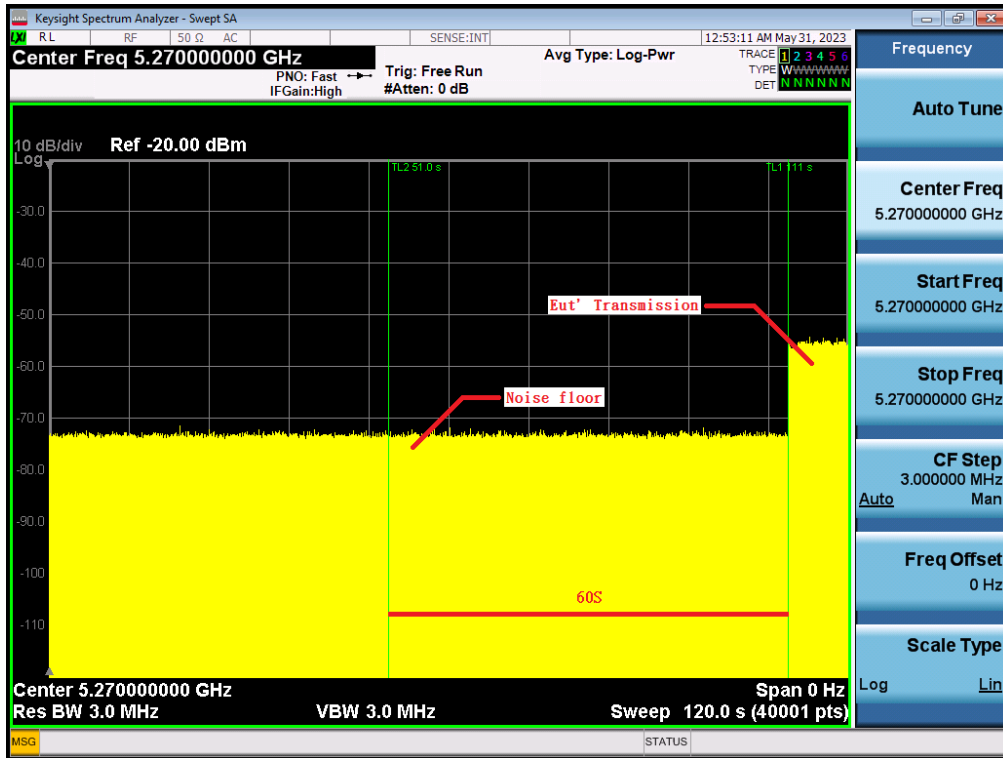 Keysight Spectrum Analyzer - Swept SA
LXI RL RF 50 Ω AC SENSE:INT 12:53:11 AM May 31, 2023
Center Freq 5.270000000 GHz
PNO: Fast
IFGain:High
Trig: Free Run
#Atten: 0 dB
Avg Type: Log-Pwr
TRACE 1 2 3 4 5 6
TYPE WWWWWW
DET N N N N N N
Frequency
Auto Tune
Center Freq
5.270000000 GHz
Start Freq
5.270000000 GHz
Stop Freq
5.270000000 GHz
CF Step
3.000000 MHz
Auto Man
Freq Offset
0 Hz
Scale Type
Log Lin
10 dB/div Ref -20.00 dBm
Log
TL2 51.0 s
TL1 111 s
-30.0
-40.0
-50.0
-60.0
-70.0
-80.0
-90.0
-100
-110
Eut' Transmission
Noise floor
60S
Center 5.270000000 GHz Span 0 Hz
Res BW 3.0 MHz VBW 3.0 MHz Sweep 120.0 s (40001 pts)
MSG STATUS